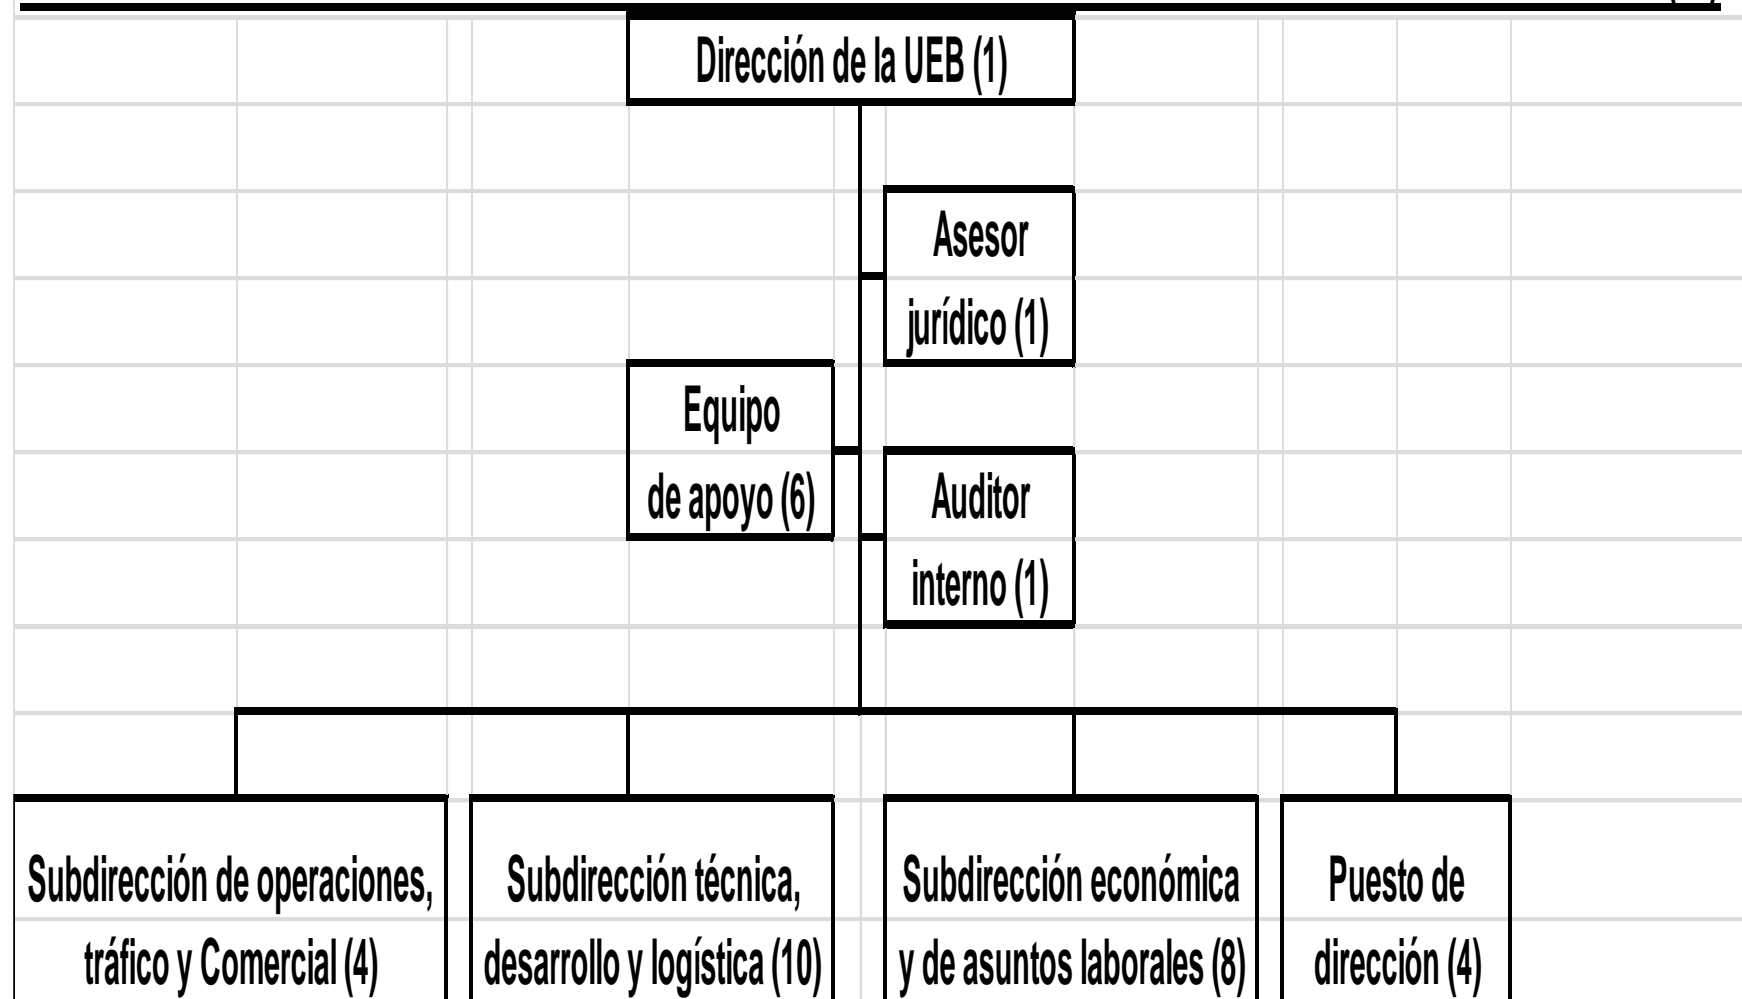 Dirección de la UEB (1)
Asesor
jurídico (1)
Equipo
de apoyo (6)
Auditor
interno (1)
Subdirección de operaciones,
tráfico y Comercial (4)
Subdirección técnica,
desarrollo y logística (10)
Subdirección económica
y de asuntos laborales (8)
Puesto de
dirección (4)